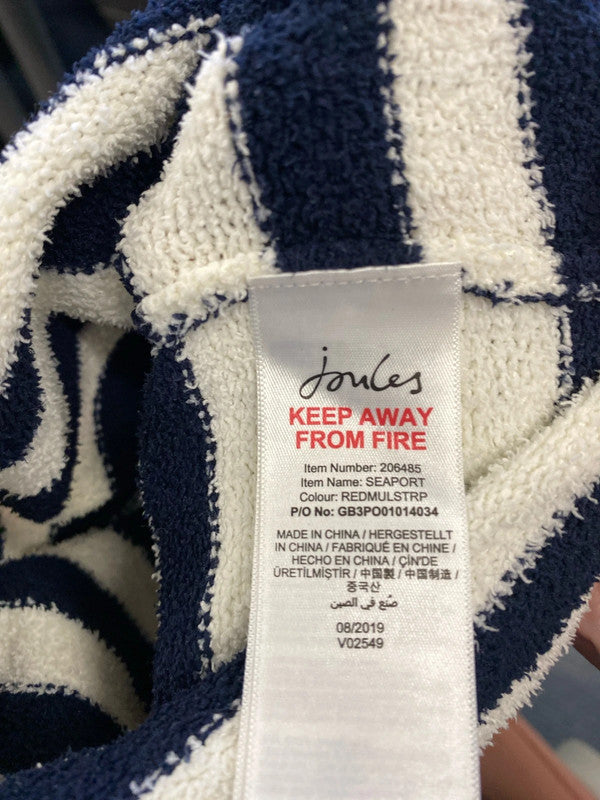 joules
KEEP AWAY
FROM FIRE
Item Number: 206485
Item Name: SEAPORT
Colour: REDMULSTRP
P/O No: GB3PO01014034
MADE IN CHINA / HERGESTELLT
IN CHINA / FABRIQUÉ EN CHINE /
HECHO EN CHINA / ÇİN'DE
ÜRETİLMİŞTİR / 中国製 / 中国制造 /
중국산
صُنع في الصين
08/2019
V02549